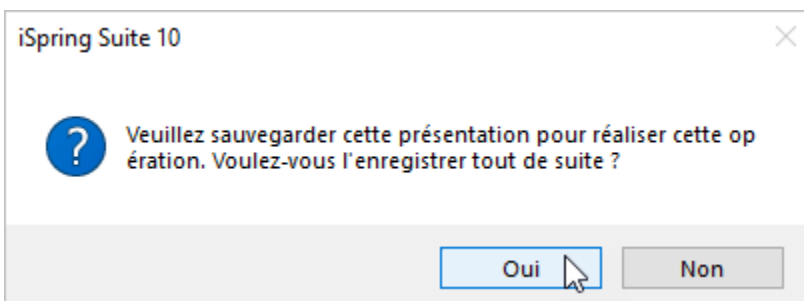 iSpring Suite 10
Veuillez sauvegarder cette présentation pour réaliser cette op
ération. Voulez-vous l'enregistrer tout de suite ?
Oui
Non